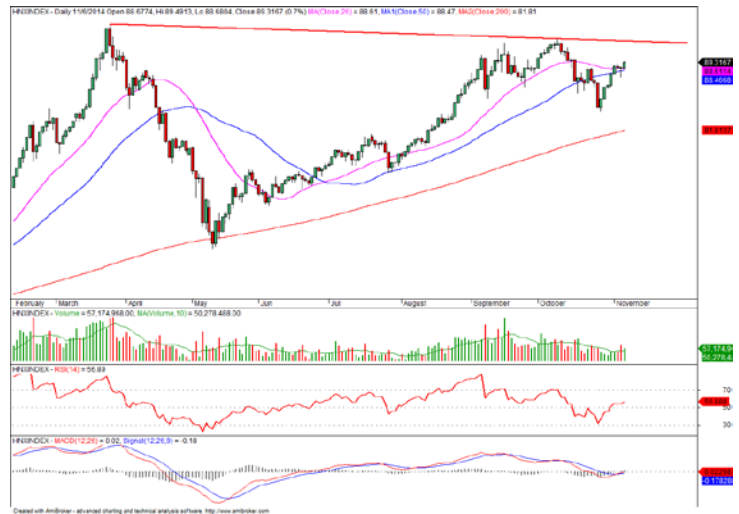 HNXINDEX - Daily 11/6/2014 Open 88.6774, Hi 89.4913, Lo 88.6804, Close 89.3167 (0.7%) MA(Close,20) = 88.61, MA1(Close,50) = 88.47, MA2(Close,200) = 81.81
89.3167
February March April May Jun Jul August September October November
HNXINDEX - Volume = 57,174,968.00, MA(Volume,10) = 50,278,488.00
HNXINDEX - RSI(14) = 56.89
70
50
30
HNXINDEX - MACD(12,26) = 0.02, Signal(12,26,9) = -0.18
Created with AmiBroker - advanced charting and technical analysis software. http://www.amibroker.com